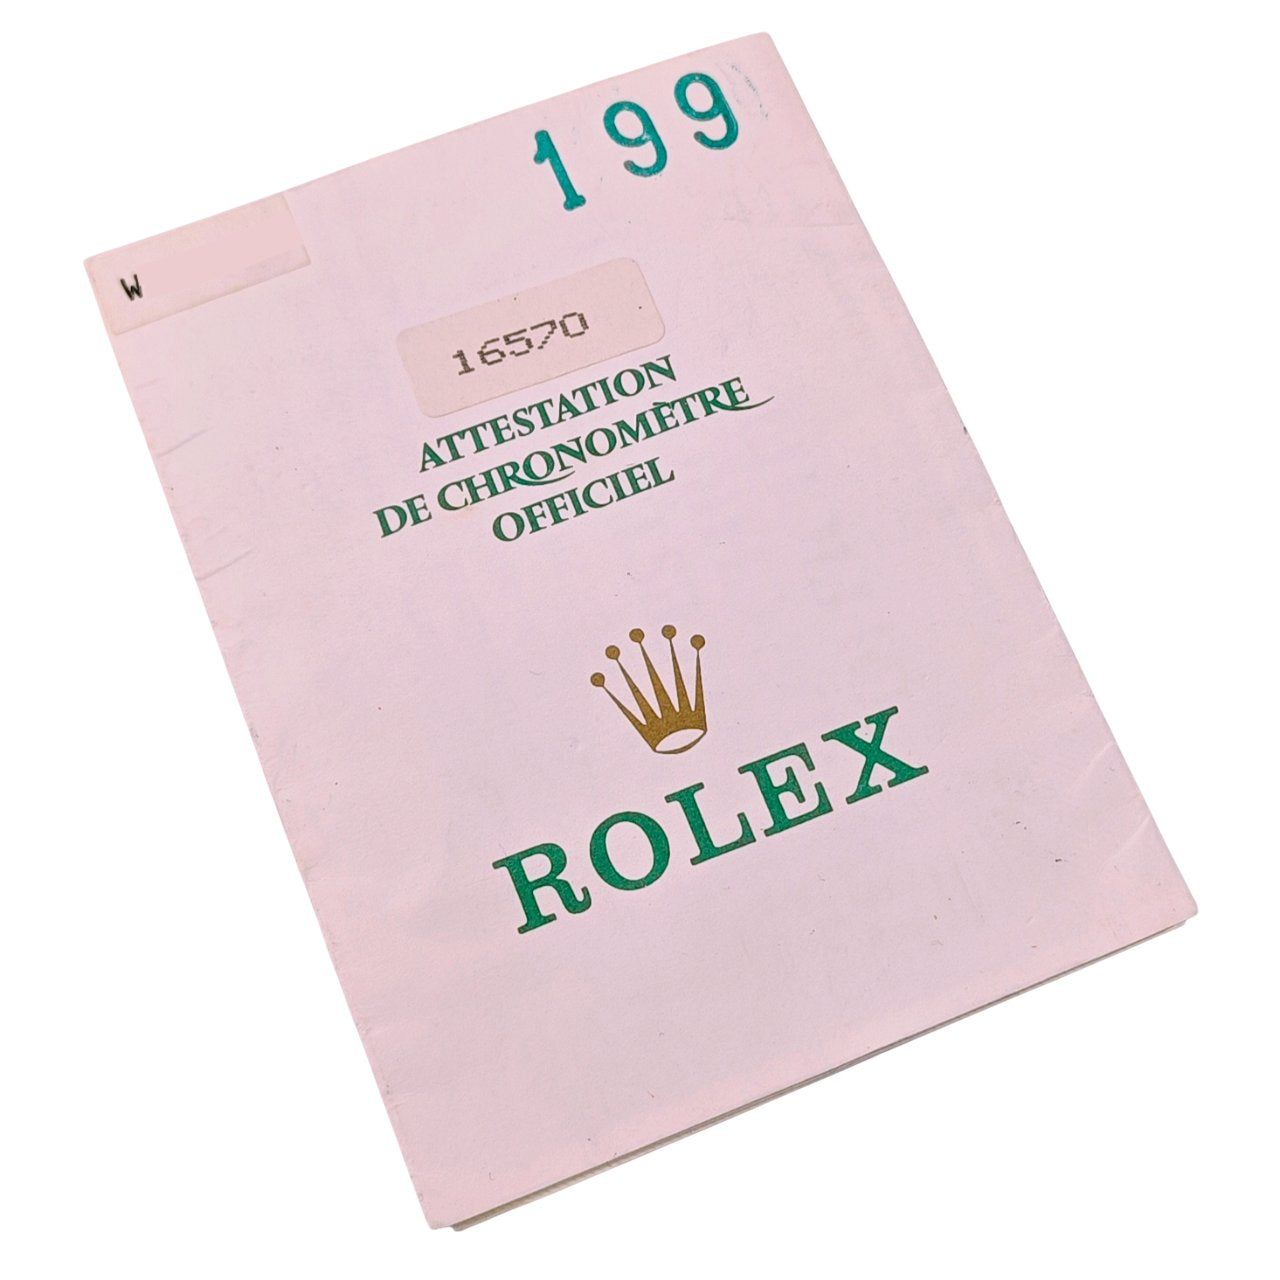 199
W
16570
ATTESTATION
DE CHRONOMÈTRE
OFFICIEL
ROLEX